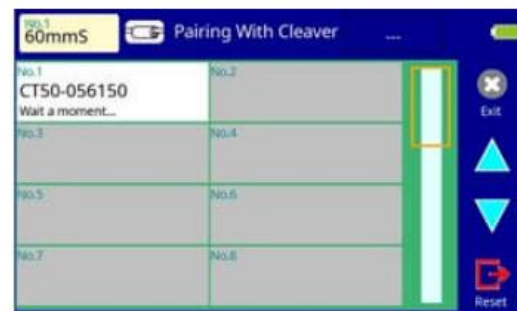 No.1
60mmS
Pairing With Cleaver ...
No.1
CT50-056150
Wait a moment...
No.2
No.3
No.4
No.5
No.6
No.7
No.8
Exit
Reset